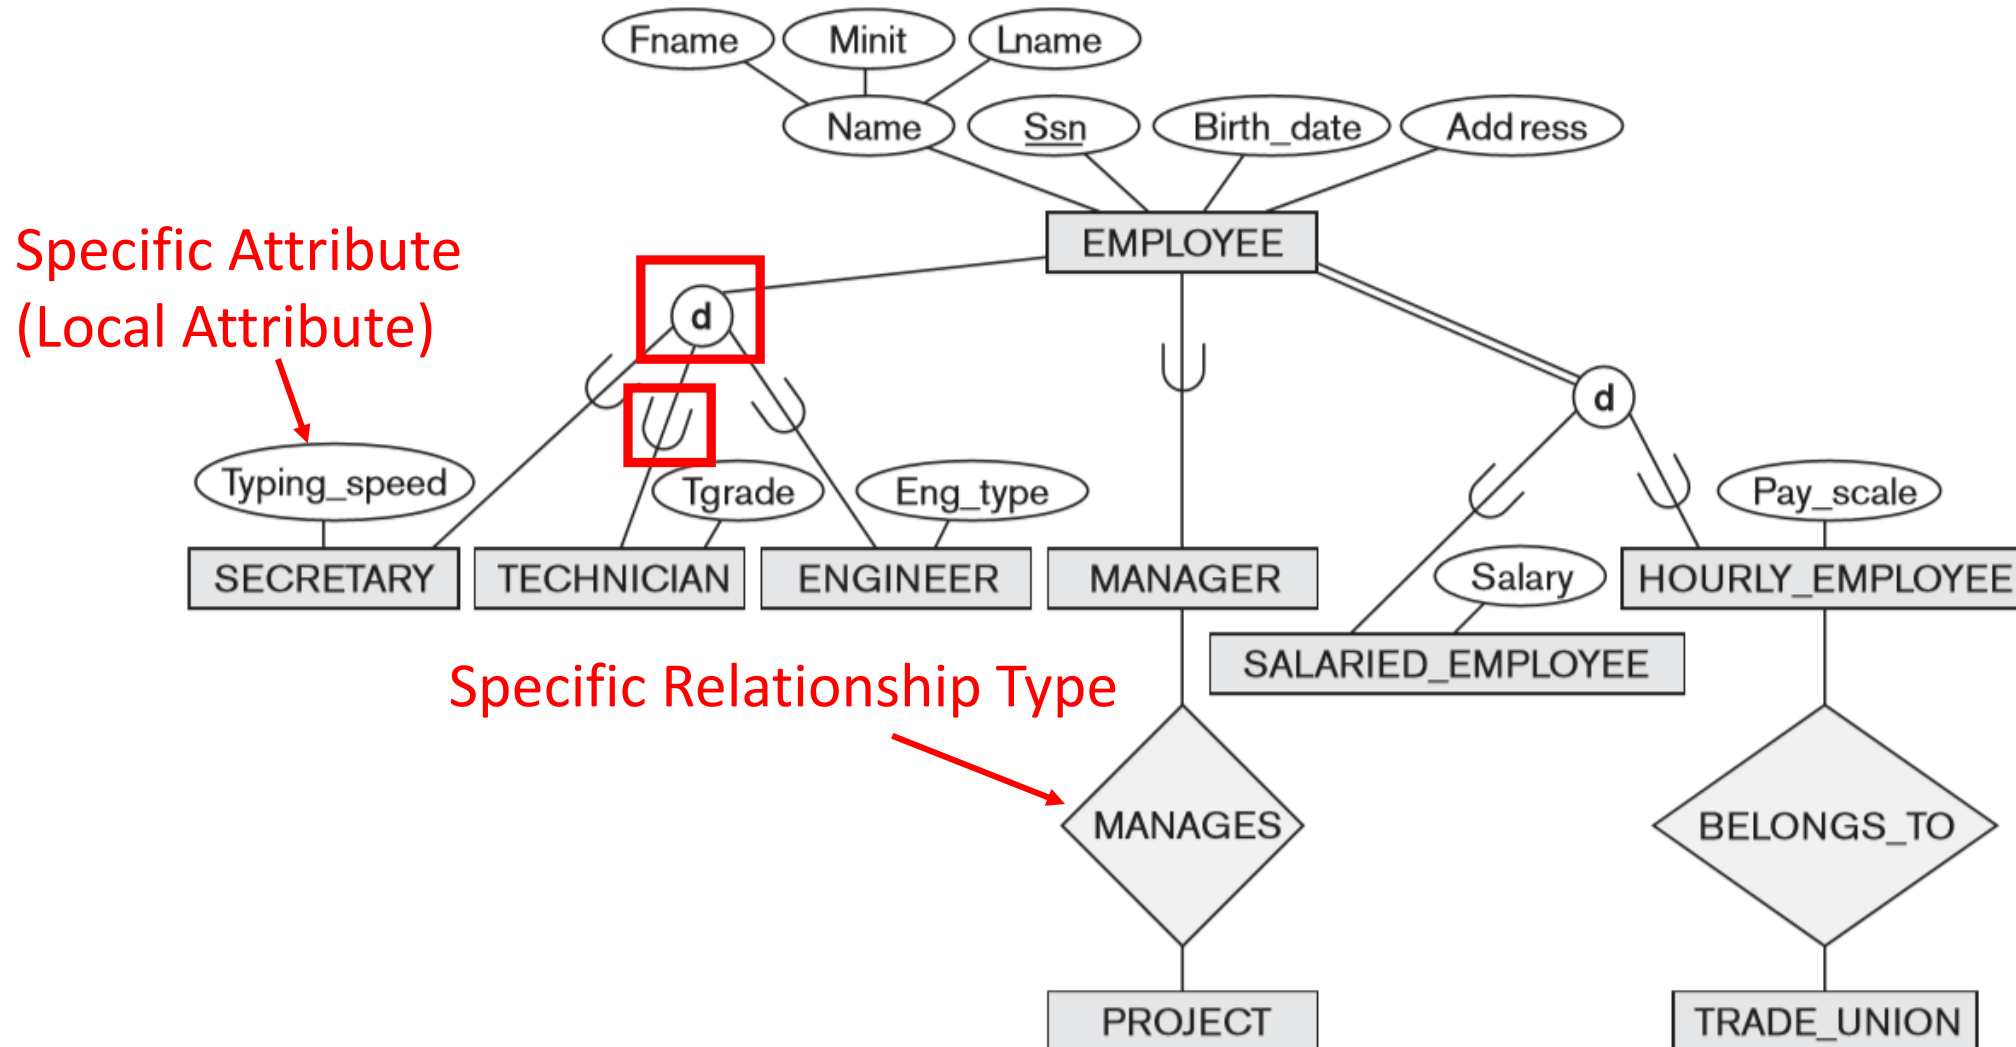 Fname Minit Lname
Name Ssn Birth_date Address
EMPLOYEE
Specific Attribute
(Local Attribute)
d
d
Typing_speed Tgrade Eng_type Pay_scale
SECRETARY TECHNICIAN ENGINEER MANAGER Salary HOURLY_EMPLOYEE
SALARIED_EMPLOYEE
Specific Relationship Type
MANAGES BELONGS_TO
PROJECT TRADE_UNION